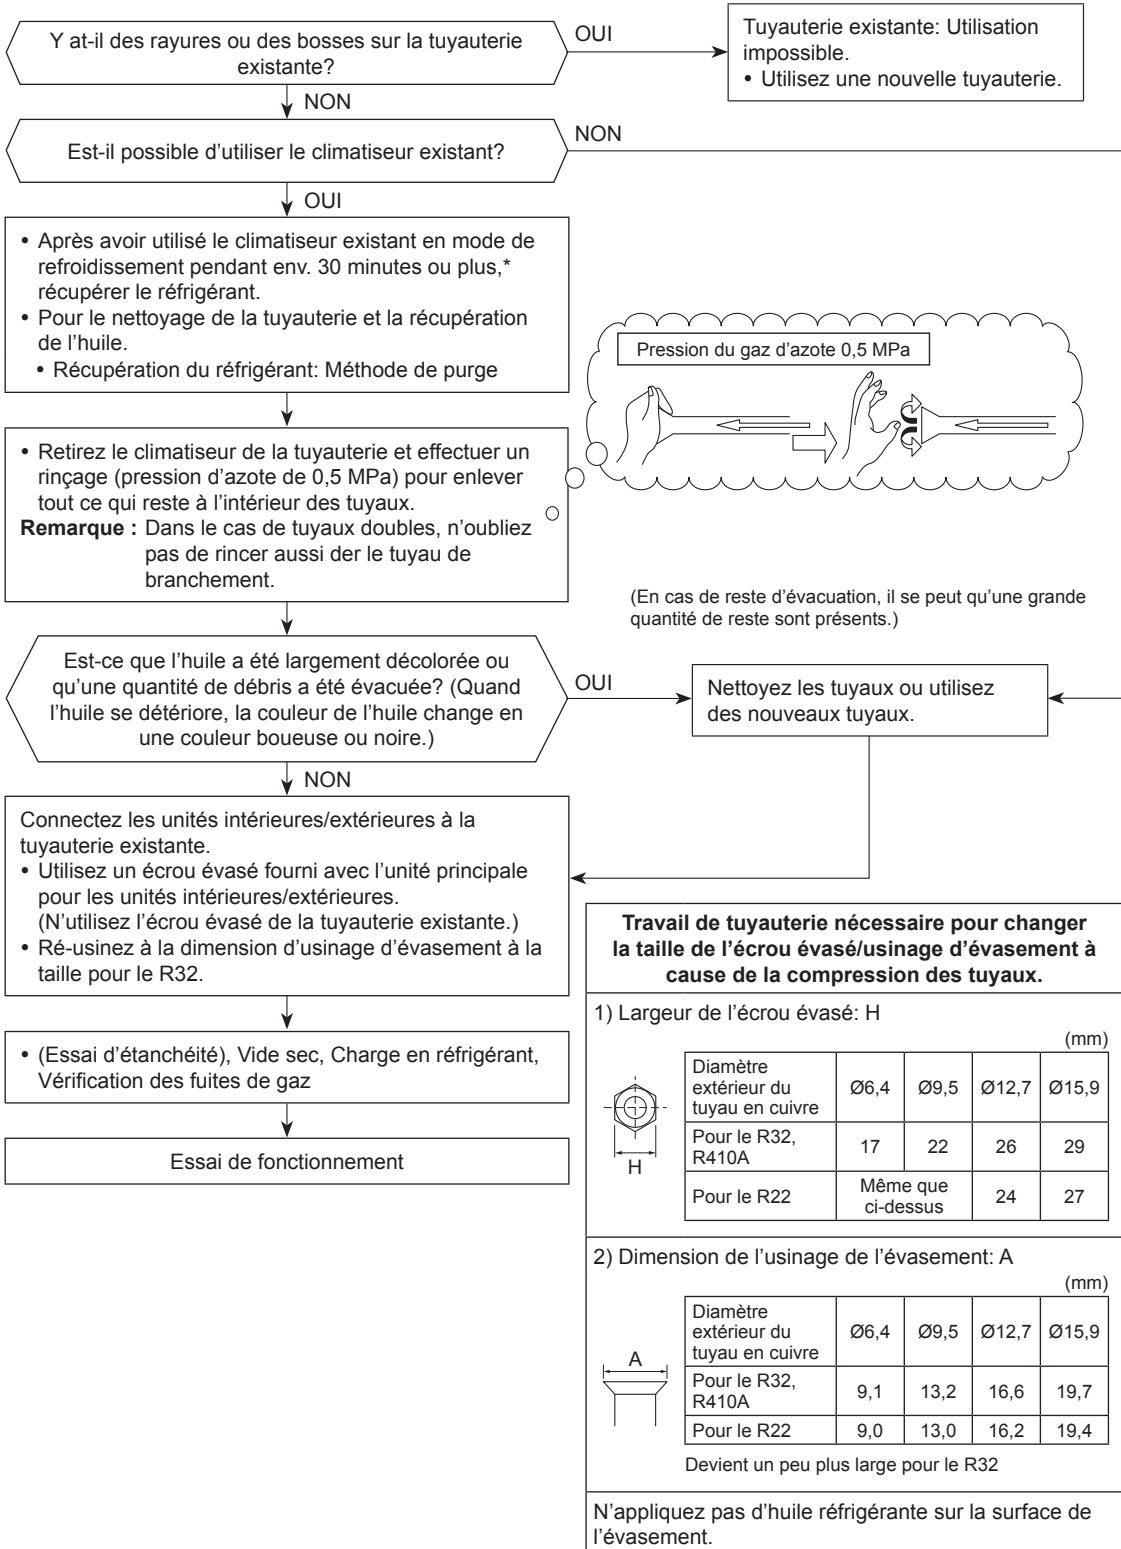 Y at-il des rayures ou des bosses sur la tuyauterie
existante?
OUI
Tuyauterie existante: Utilisation
impossible.
• Utilisez une nouvelle tuyauterie.
NON
Est-il possible d’utiliser le climatiseur existant?
NON
OUI
• Après avoir utilisé le climatiseur existant en mode de
refroidissement pendant env. 30 minutes ou plus,*
récupérer le réfrigérant.
• Pour le nettoyage de la tuyauterie et la récupération
de l’huile.
• Récupération du réfrigérant: Méthode de purge
Pression du gaz d’azote 0,5 MPa
• Retirez le climatiseur de la tuyauterie et effectuer un
rinçage (pression d’azote de 0,5 MPa) pour enlever
tout ce qui reste à l’intérieur des tuyaux.
Remarque : Dans le cas de tuyaux doubles, n’oubliez
pas de rincer aussi der le tuyau de
branchement.
(En cas de reste d’évacuation, il se peut qu’une grande
quantité de reste sont présents.)
Est-ce que l’huile a été largement décolorée ou
qu’une quantité de débris a été évacuée? (Quand
l’huile se détériore, la couleur de l’huile change en
une couleur boueuse ou noire.)
OUI
Nettoyez les tuyaux ou utilisez
des nouveaux tuyaux.
NON
Connectez les unités intérieures/extérieures à la
tuyauterie existante.
• Utilisez un écrou évasé fourni avec l’unité principale
pour les unités intérieures/extérieures.
(N’utilisez l’écrou évasé de la tuyauterie existante.)
• Ré-usinez à la dimension d’usinage d’évasement à la
taille pour le R32.
• (Essai d’étanchéité), Vide sec, Charge en réfrigérant,
Vérification des fuites de gaz
Essai de fonctionnement
Travail de tuyauterie nécessaire pour changer
la taille de l’écrou évasé/usinage d’évasement à
cause de la compression des tuyaux.
1) Largeur de l’écrou évasé: H
(mm)
H
Diamètre
extérieur du
tuyau en cuivre
Ø6,4 Ø9,5 Ø12,7 Ø15,9
Pour le R32,
R410A
17 22 26 29
Pour le R22
Même que
ci-dessus
24 27
2) Dimension de l’usinage de l’évasement: A
(mm)
A
Diamètre
extérieur du
tuyau en cuivre
Ø6,4 Ø9,5 Ø12,7 Ø15,9
Pour le R32,
R410A
9,1 13,2 16,6 19,7
Pour le R22 9,0 13,0 16,2 19,4
Devient un peu plus large pour le R32
N’appliquez pas d’huile réfrigérante sur la surface de
l’évasement.